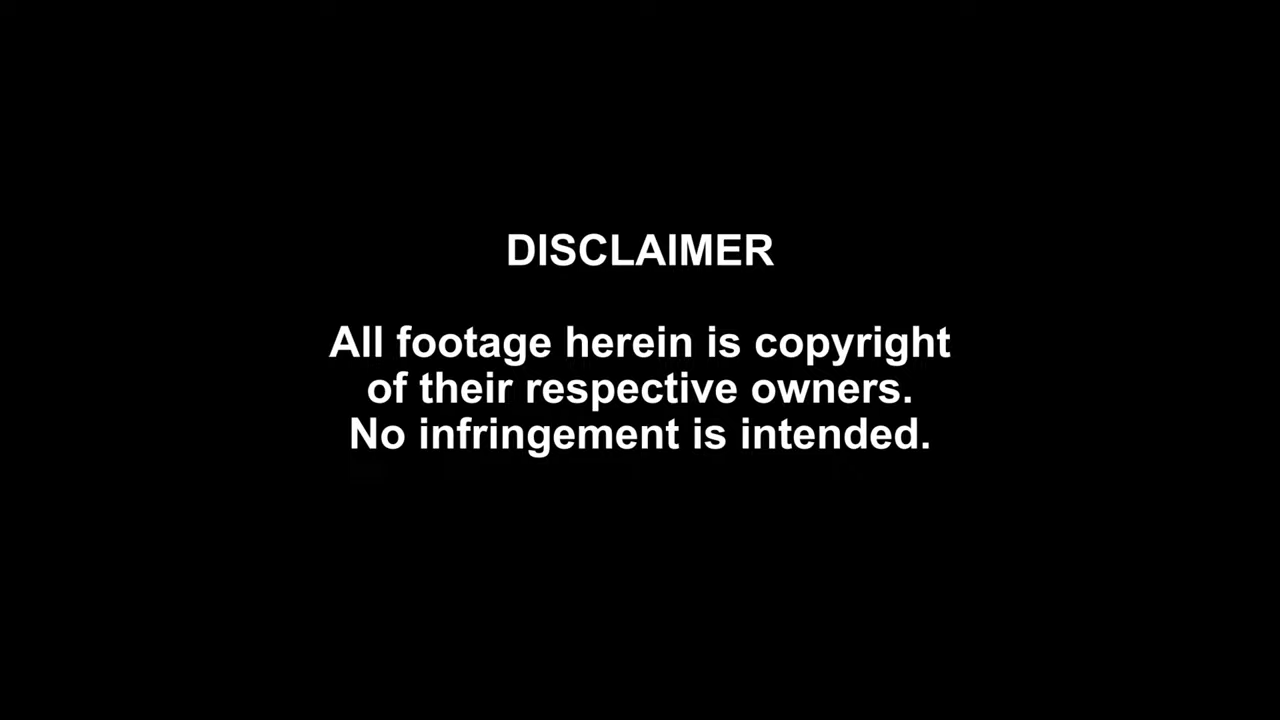 DISCLAIMER
All footage herein is copyright
of their respective owners.
No infringement is intended.